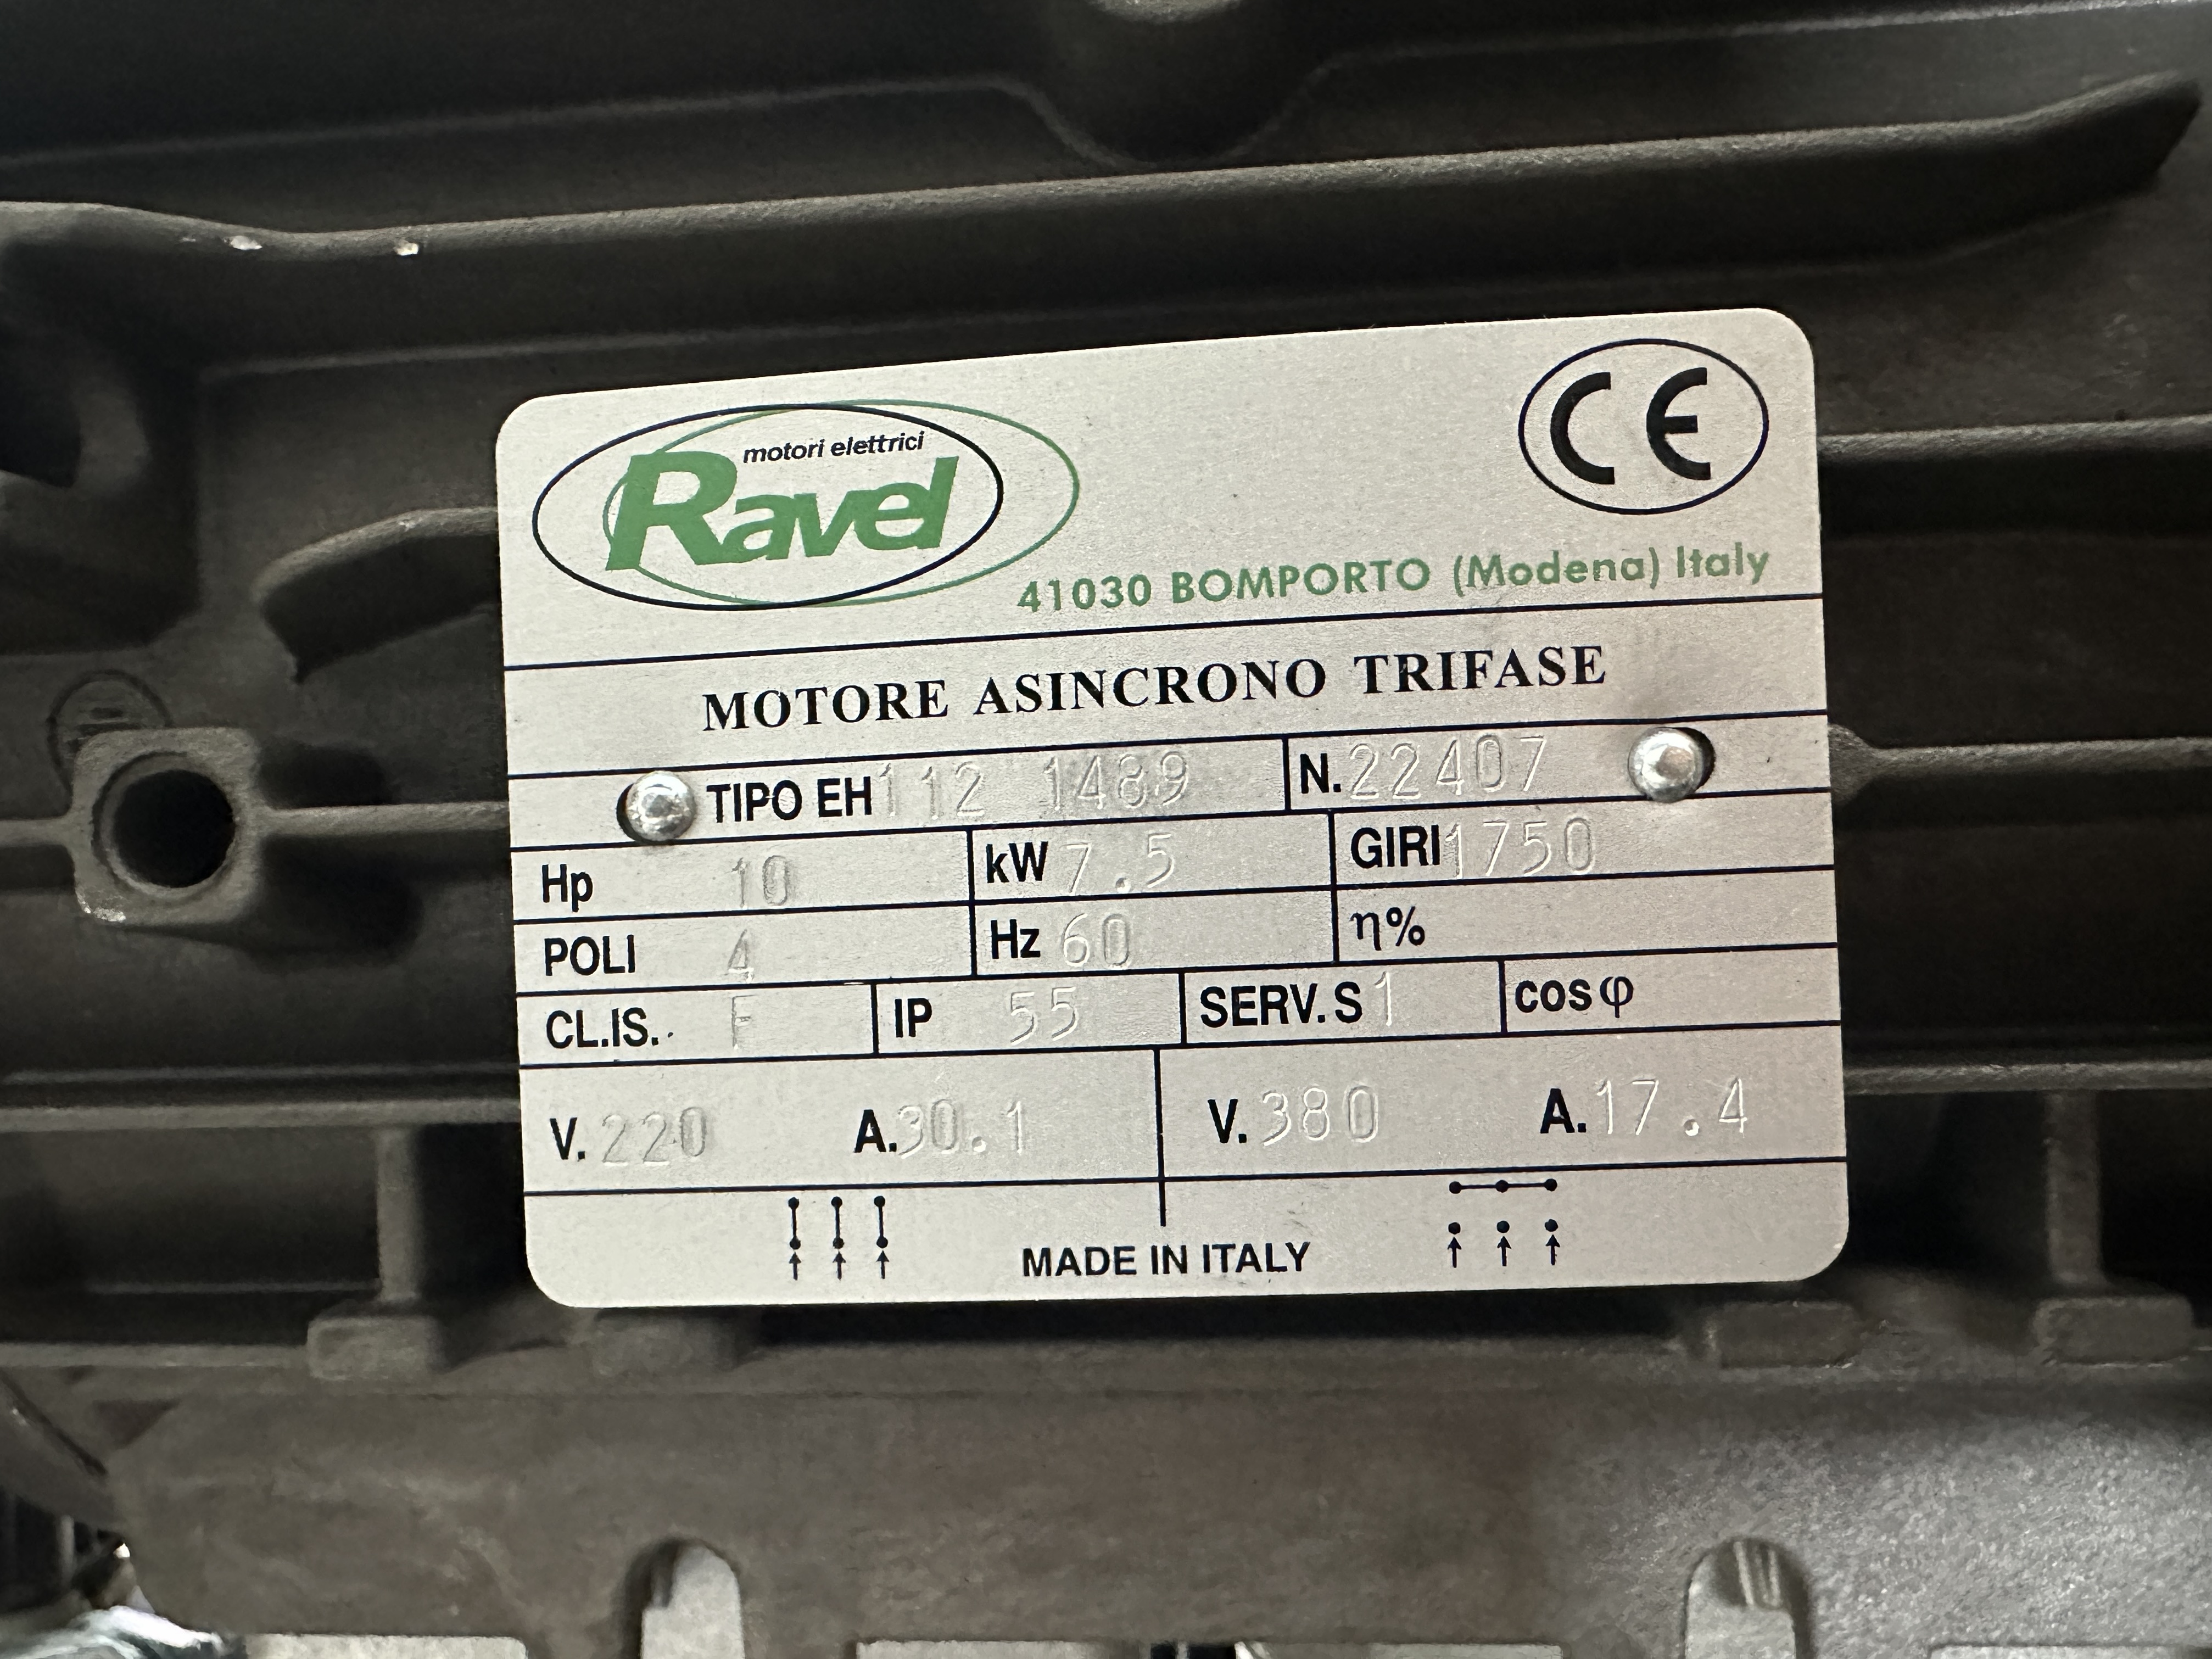 motori elettrici
Ravel
CE
41030 BOMPORTO (Modena) Italy
MOTORE ASINCRONO TRIFASE
TIPO EH 112 1489 N. 22407
Hp 10 kW 7.5 GIRI 1750
POLI 4 Hz 60 η%
CL.IS. F IP 55 SERV. S 1 cos φ
V. 220 A. 30.1 V. 380 A. 17.4
MADE IN ITALY